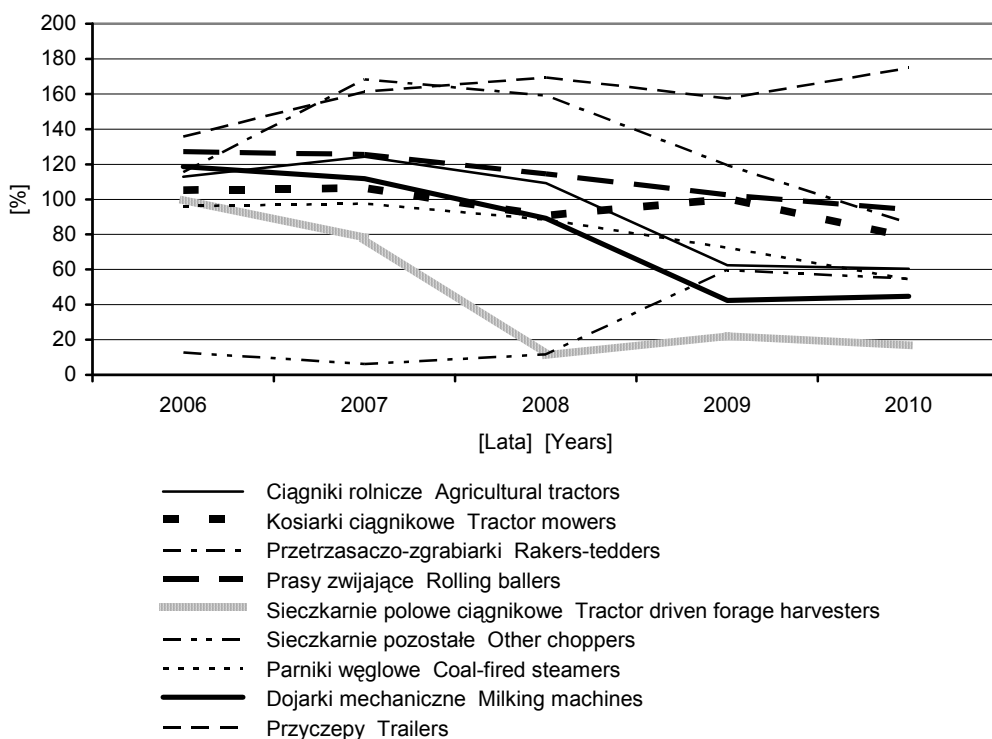 200
180
160
140
120
100
80
60
40
20
0
[%]
2006 2007 2008 2009 2010
[Lata] [Years]
Ciągniki rolnicze Agricultural tractors
Kosiarki ciągnikowe Tractor mowers
Przetrzasaczo-zgrabiarki Rakers-tedders
Prasy zwijające Rolling ballers
Sieczkarnie polowe ciągnikowe Tractor driven forage harvesters
Sieczkarnie pozostałe Other choppers
Parniki węglowe Coal-fired steamers
Dojarki mechaniczne Milking machines
Przyczepy Trailers